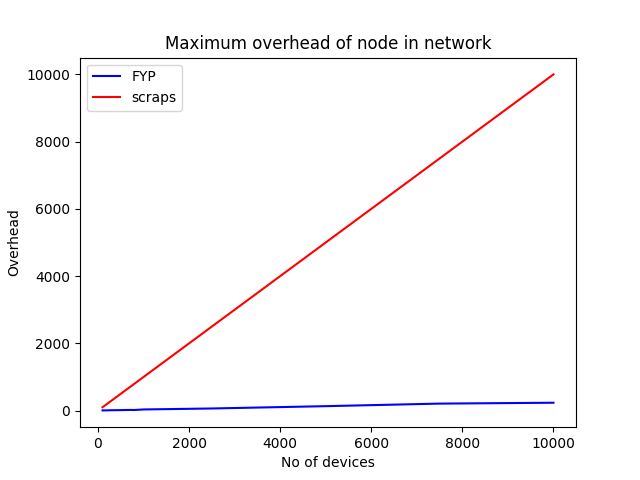 Maximum overhead of node in network
FYP
scraps
Overhead
10000
8000
6000
4000
2000
0
0 2000 4000 6000 8000 10000
No of devices